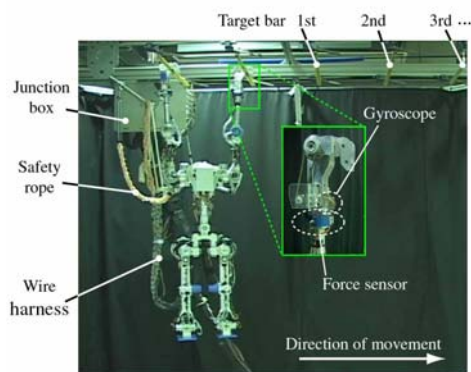 Target bar 1st 2nd 3rd ...
Junction
box
Gyroscope
Safety
rope
Wire
harness
Force sensor
Direction of movement